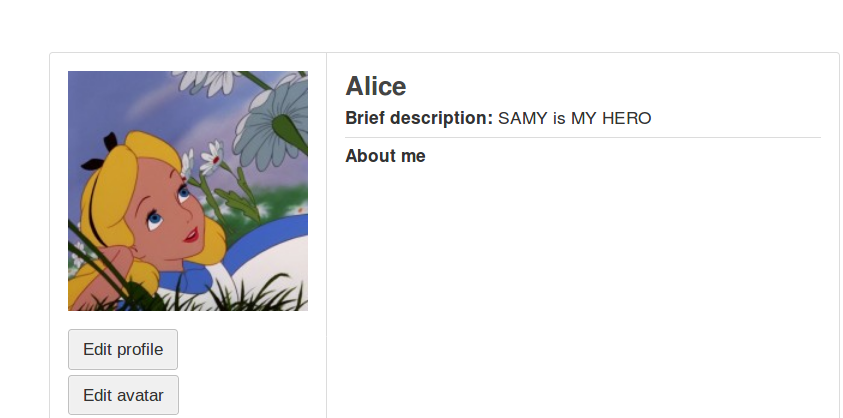 Alice
Brief description: SAMY is MY HERO
About me
Edit profile
Edit avatar